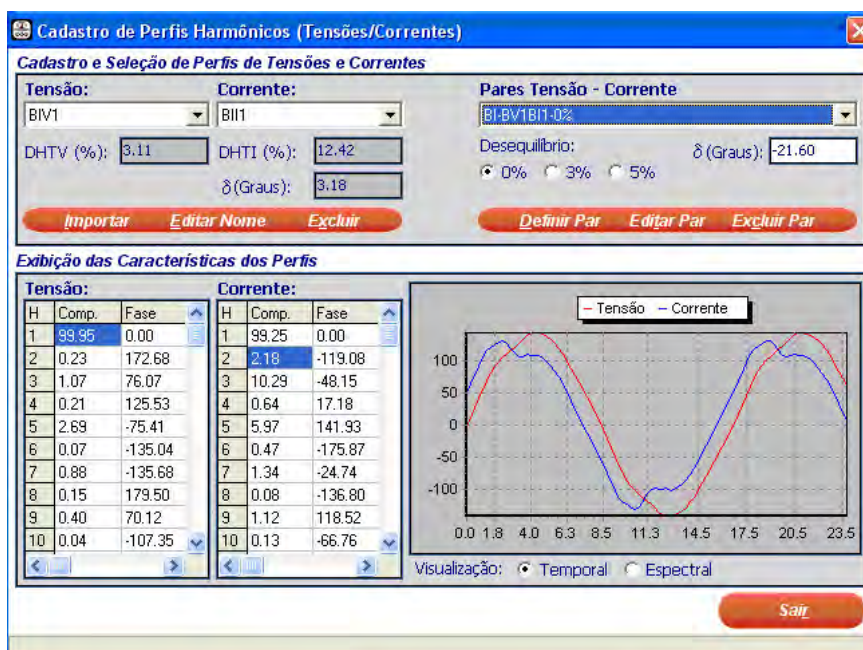 Cadastro de Perfis Harmônicos (Tensões/Correntes)
Cadastro e Seleção de Perfis de Tensões e Correntes
Tensão: Corrente: Pares Tensão - Corrente
BIV1 BII1 BI-BV1BI1-0%
DHTV (%): 3.11 DHTI (%): 12.42 Desequilíbrio: δ (Graus): -21.60
0% 3% 5%
δ(Graus): 3.18
Importar Editar Nome Excluir Definir Par Editar Par Excluir Par
Exibição das Características dos Perfis
Tensão: Corrente:
H Comp. Fase H Comp. Fase
1 99.95 0.00 1 99.25 0.00
2 0.23 172.68 2 2.18 -119.08
3 1.07 76.07 3 10.29 -48.15
4 0.21 125.53 4 0.64 17.18
5 2.69 -75.41 5 5.97 141.93
6 0.07 -135.04 6 0.47 -175.87
7 0.88 -135.68 7 1.34 -24.74
8 0.15 179.50 8 0.08 -136.80
9 0.40 70.12 9 1.12 118.52
10 0.04 -107.35 10 0.13 -66.76
Tensão Corrente
100
50
0
-50
-100
0.0 1.8 4.0 6.3 8.5 11.3 14.5 17.5 20.5 23.5
Visualização: Temporal Espectral
Sair